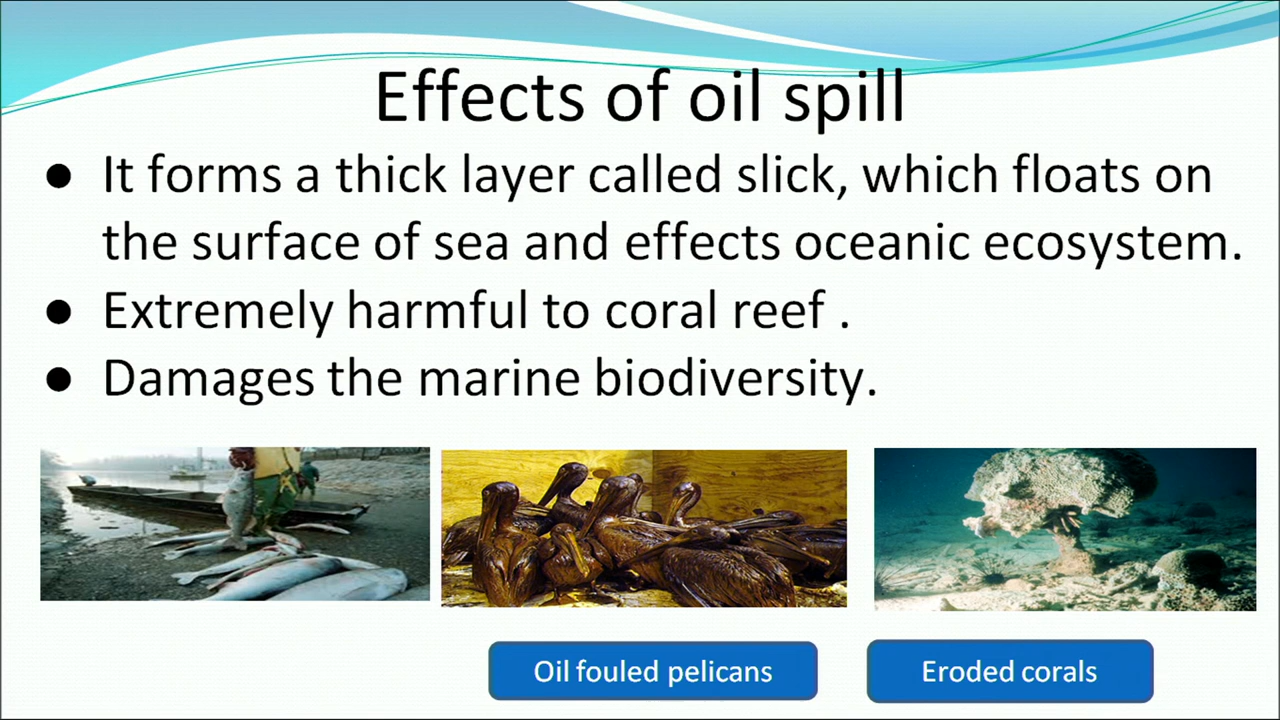 Effects of oil spill
● It forms a thick layer called slick, which floats on
the surface of sea and effects oceanic ecosystem.
● Extremely harmful to coral reef .
● Damages the marine biodiversity.
Oil fouled pelicans
Eroded corals